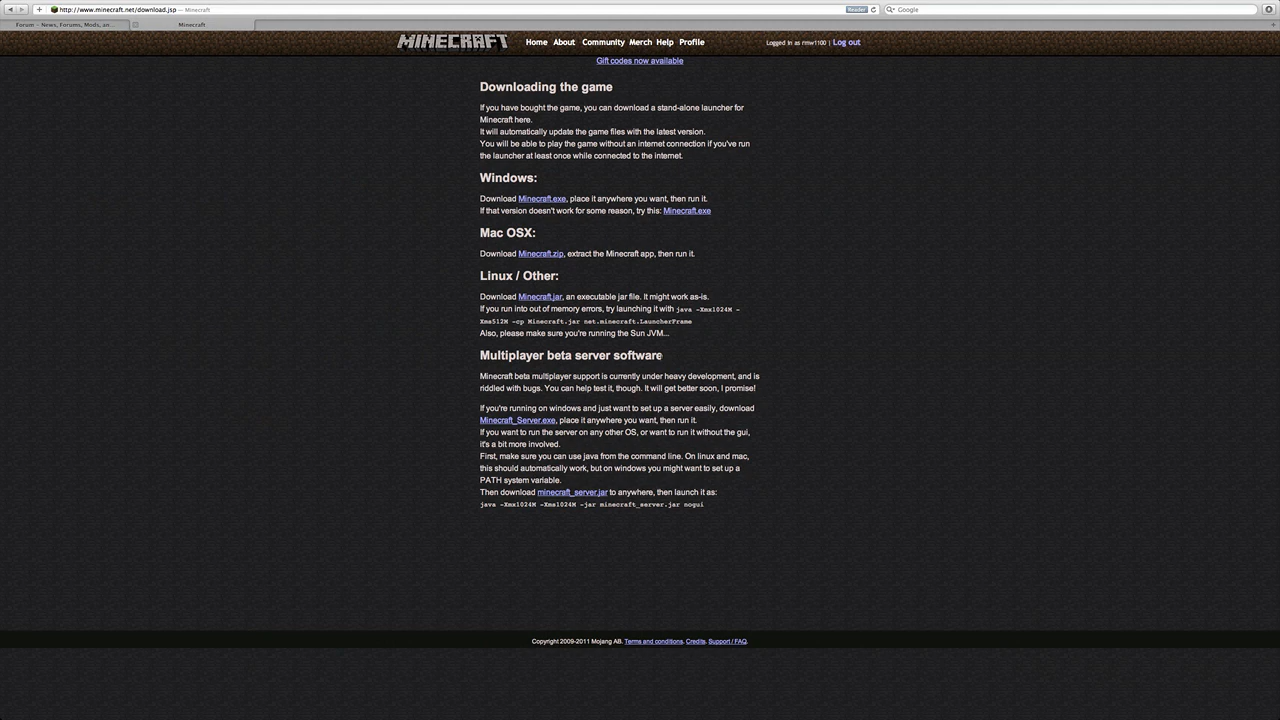 http://www.minecraft.net/download.jsp — Minecraft
Reader
Google
Forum - News, Forums, Mods, an...
Minecraft
MINECRAFT
Home About Community Merch Help Profile
Logged in as rmw1100 | Log out
Gift codes now available
Downloading the game
If you have bought the game, you can download a stand-alone launcher for
Minecraft here.
It will automatically update the game files with the latest version.
You will be able to play the game without an internet connection if you've run
the launcher at least once while connected to the internet.
Windows:
Download Minecraft.exe, place it anywhere you want, then run it.
If that version doesn't work for some reason, try this: Minecraft.exe
Mac OSX:
Download Minecraft.zip, extract the Minecraft app, then run it.
Linux / Other:
Download Minecraft.jar, an executable jar file. It might work as-is.
If you run into out of memory errors, try launching it with java -Xmx1024M -
Xms512M -cp Minecraft.jar net.minecraft.LauncherFrame
Also, please make sure you're running the Sun JVM...
Multiplayer beta server software
Minecraft beta multiplayer support is currently under heavy development, and is
riddled with bugs. You can help test it, though. It will get better soon, I promise!
If you're running on windows and just want to set up a server easily, download
Minecraft_Server.exe, place it anywhere you want, then run it.
If you want to run the server on any other OS, or want to run it without the gui,
it's a bit more involved.
First, make sure you can use java from the command line. On linux and mac,
this should automatically work, but on windows you might want to set up a
PATH system variable.
Then download minecraft_server.jar to anywhere, then launch it as:
java -Xmx1024M -Xms1024M -jar minecraft_server.jar nogui
Copyright 2009-2011 Mojang AB. Terms and conditions. Credits. Support / FAQ.